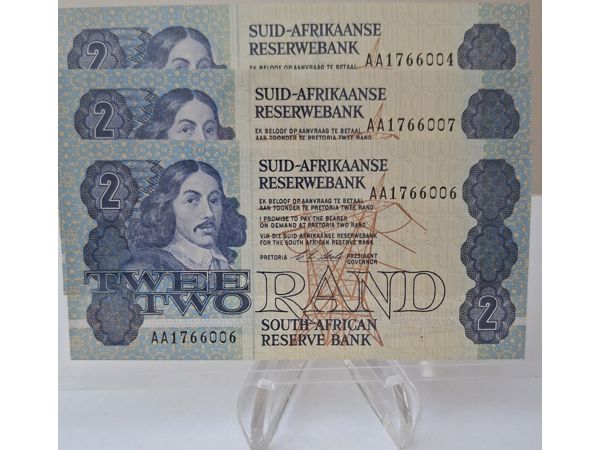 2
SUID-AFRIKAANSE
RESERWEBANK
EK BELOOF OP AANVRAAG TE BETAAL
AA1766004
2
SUID-AFRIKAANSE
RESERWEBANK
EK BELOOF OP AANVRAAG TE BETAAL
AAN TOONDER TE PRETORIA TWEE RAND
AA1766007
2
SUID-AFRIKAANSE
RESERWEBANK
EK BELOOF OP AANVRAAG TE BETAAL
AAN TOONDER TE PRETORIA TWEE RAND
AA1766006
I PROMISE TO PAY THE BEARER
ON DEMAND AT PRETORIA TWO RAND
VIR DIE SUID-AFRIKAANSE RESERWEBANK
FOR THE SOUTH AFRICAN RESERVE BANK
PRETORIA
PRESIDENT
GOVERNOR
TWEE
TWO
RAND
2
SOUTH AFRICAN
RESERVE BANK
AA1766006